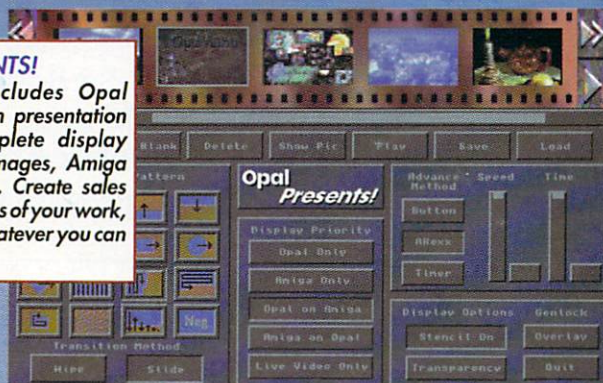 NTS!
cludes Opal
n presentation
plete display
mages, Amiga
. Create sales
s of your work,
atever you can
OpalVision
Blank Delete Show Pic Play Save Load
attern
Opal
Presents!
Display Priority
Opal Only
Amiga Only
Opal on Amiga
Amiga on Opal
Live Video Only
Advance Method Speed Time
Button
ARexx
Timer
Neg
Transition Method
Wipe Slide
Display Options Genlock
Stencil On Overlay
Transparency Quit